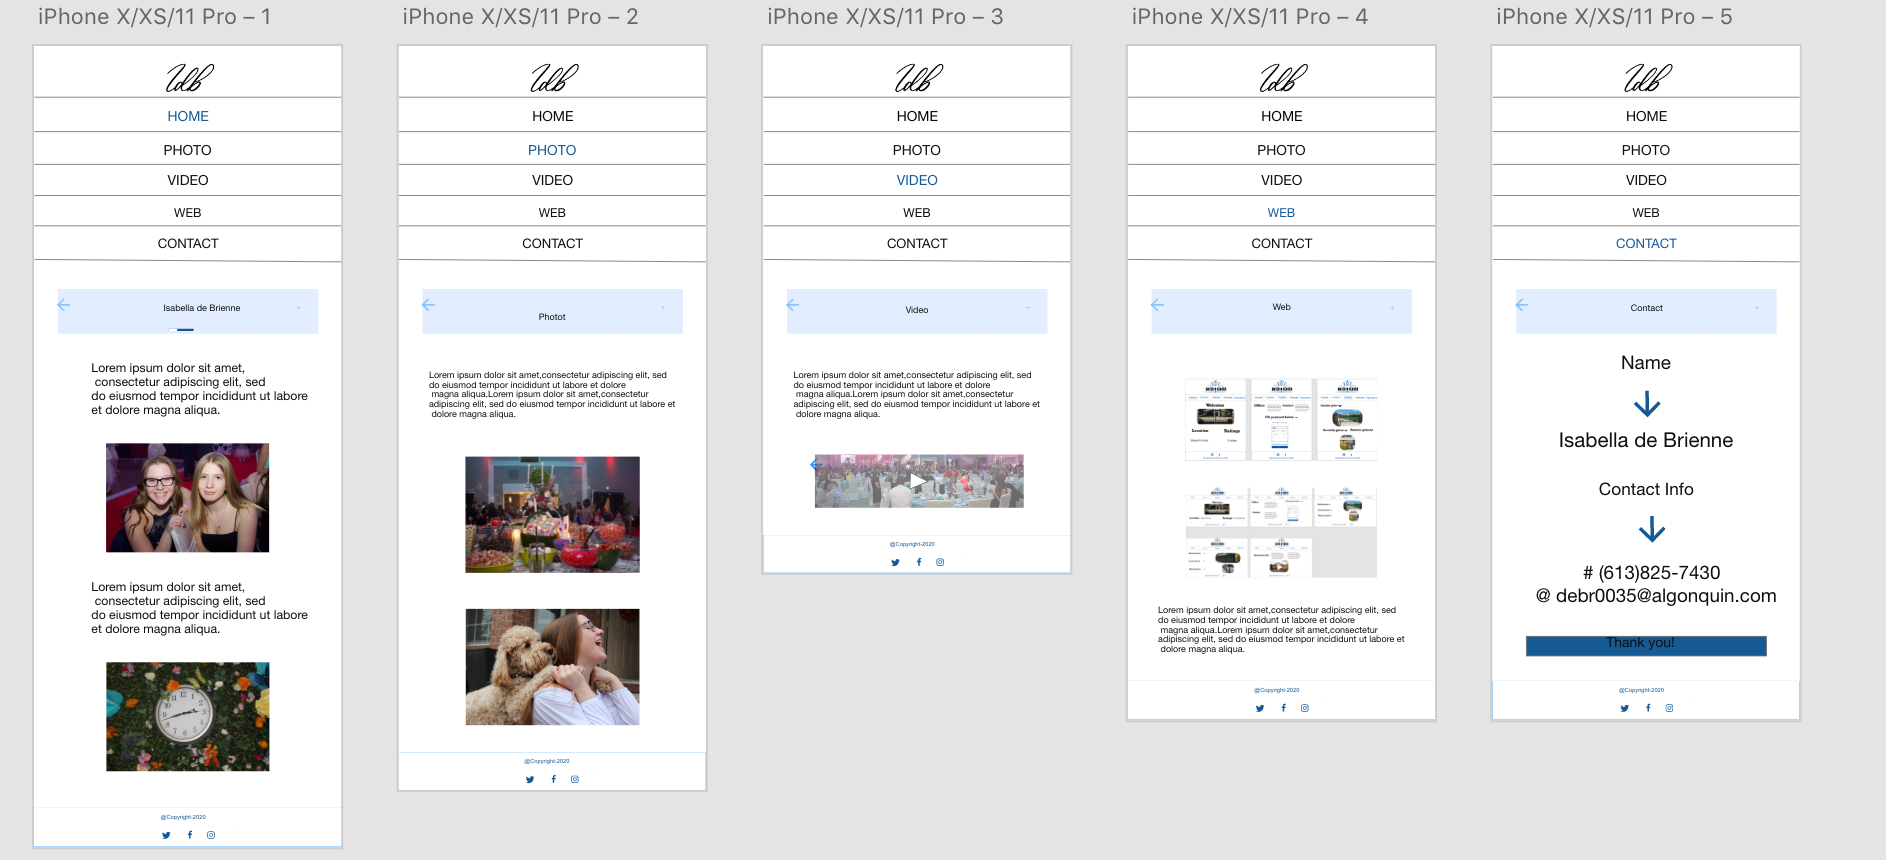 iPhone X/XS/11 Pro – 1
HOME
PHOTO
VIDEO
WEB
CONTACT
Isabella de Brienne
Lorem ipsum dolor sit amet,
consectetur adipiscing elit, sed
do eiusmod tempor incididunt ut labore
et dolore magna aliqua.
Lorem ipsum dolor sit amet,
consectetur adipiscing elit, sed
do eiusmod tempor incididunt ut labore
et dolore magna aliqua.
@Copyright-2020
iPhone X/XS/11 Pro – 2
HOME
PHOTO
VIDEO
WEB
CONTACT
Photot
Lorem ipsum dolor sit amet,consectetur elit, sed
do eiusmod tempor incididunt ut labore et dolore
magna aliqua.Lorem ipsum dolor sit amet,consectetur
adipiscing elit, sed do eiusmod tempor incididunt ut labore et
dolore magna aliqua.
@Copyright-2020
iPhone X/XS/11 Pro – 3
HOME
PHOTO
VIDEO
WEB
CONTACT
Video
Lorem ipsum dolor sit amet,consectetur adipiscing elit, sed
do eiusmod tempor incididunt ut labore et dolore
magna aliqua.Lorem ipsum dolor sit amet,consectetur
adipiscing elit, sed do eiusmod tempor incididunt ut labore et
dolore magna aliqua.
@Copyright-2020
iPhone X/XS/11 Pro – 4
HOME
PHOTO
VIDEO
WEB
CONTACT
Web
Welcome
Location
Ratings
Lorem ipsum dolor sit amet,consectetur adipiscing elit, sed
do eiusmod tempor incididunt ut labore et dolore
magna aliqua.Lorem ipsum dolor sit amet,consectetur
adipiscing elit, sed do eiusmod tempor incididunt ut labore et
dolore magna aliqua.
@Copyright-2020
iPhone X/XS/11 Pro – 5
HOME
PHOTO
VIDEO
WEB
CONTACT
Contact
Name
Isabella de Brienne
Contact Info
# (613)825-7430
@ debr0035@algonquin.com
Thank you!
@Copyright-2020